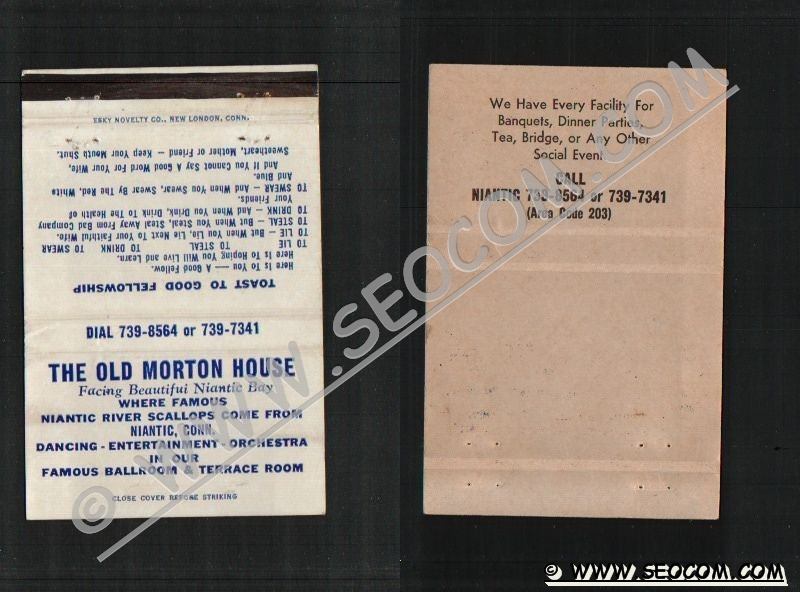 ESKY NOVELTY CO., NEW LONDON, CONN.
TOAST TO GOOD FELLOWSHIP
Here Is To You — A Good Fellow.
Here Is To Hoping You Will Live and Learn.
TO LIE TO STEAL TO DRINK TO SWEAR
TO LIE — But When You Lie, Lie Next To Your Faithful Wife.
TO STEAL — But When You Steal, Steal Away From Bad Company
TO DRINK — And When You Drink, Drink To The Health of
Your Friends.
TO SWEAR — And When You Swear, Swear By The Red, White
And Blue.
And If You Cannot Say A Good Word For Your Wife,
Sweetheart, Mother or Friend — Keep Your Mouth Shut.
DIAL 739-8564 or 739-7341
THE OLD MORTON HOUSE
Facing Beautiful Niantic Bay
WHERE FAMOUS
NIANTIC RIVER SCALLOPS COME FROM
NIANTIC, CONN.
DANCING - ENTERTAINMENT - ORCHESTRA
IN OUR
FAMOUS BALLROOM & TERRACE ROOM
CLOSE COVER BEFORE STRIKING
We Have Every Facility For
Banquets, Dinner Parties,
Tea, Bridge, or Any Other
Social Event
CALL
NIANTIC 739-8564 or 739-7341
(Area Code 203)
© WWW.SEOCOM.COM
© WWW.SEOCOM.COM